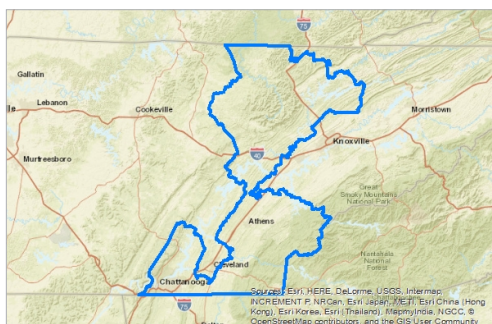 75
Gallatin
Lebanon
Cookeville
Morristown
Murfreesboro
40
Knoxville
Great
Smoky Mountains
National Park
Athens
Nantahala
National
Forest
Cleveland
Chattanooga
75
Sources: Esri, HERE, DeLorme, USGS, Intermap,
INCREMENT P, NRCan, Esri Japan, METI, Esri China (Hong
Kong), Esri Korea, Esri (Thailand), MapmyIndia, NGCC, ©
OpenStreetMap contributors, and the GIS User Community